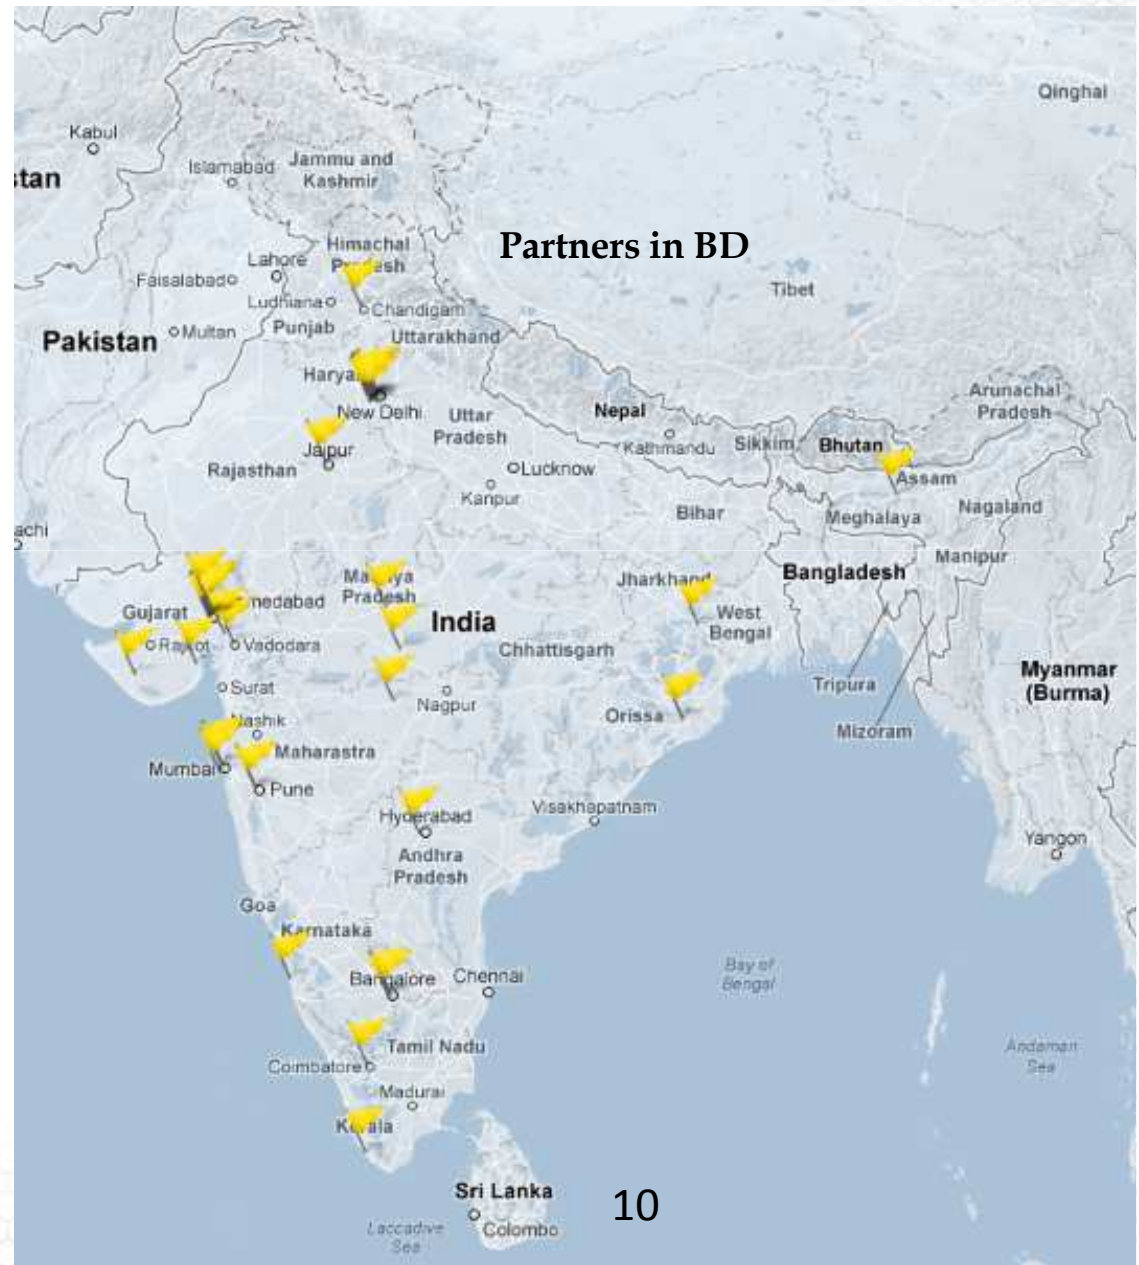 Qinghai
Kabul
stan
Islamabad
Jammu and
Kashmir
Partners in BD
Himachal
Lahore
Faisalabad
Tibet
Ludhiana
Chandigarh
Pakistan
Multan
Punjab
Uttarakhand
Arunachal
Pradesh
New Delhi
Nepal
Uttar
Pradesh
Kathmandu
Sikkim
Bhutan
Jaipur
Rajasthan
Lucknow
Assam
Kanpur
Nagaland
Bihar
Meghalaya
achi
Manipur
Bangladesh
Jharkhand
Pradesh
Gujarat
India
West
Bengal
Vadodara
Chhattisgarh
Myanmar
(Burma)
Surat
Tripura
Nagpur
Orissa
Nashik
Mizoram
Maharastra
Mumbai
Pune
Visakhapatnam
Hyderabad
Yangon
Andhra
Pradesh
Goa
Karnataka
Bangalore
Chennai
Bay of
Bengal
Tamil Nadu
Andaman
Sea
Coimbatore
Madurai
Sri Lanka
10
Laccadive
Sea
Colombo